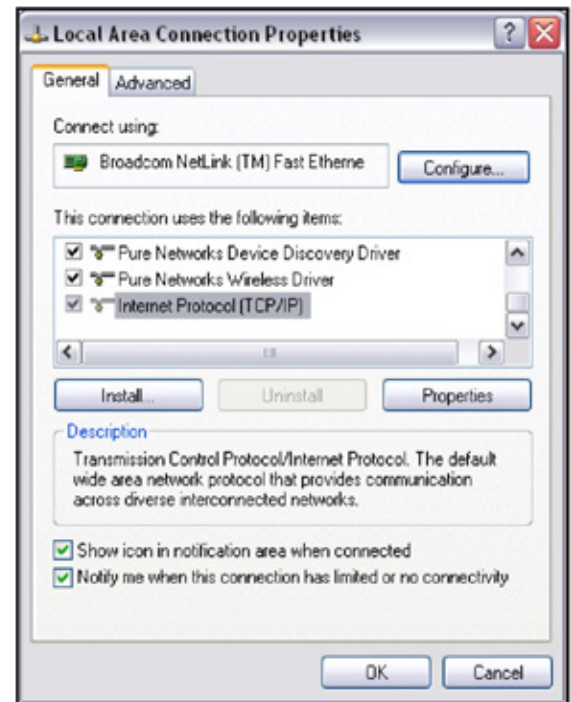 Local Area Connection Properties
General Advanced
Connect using:
Broadcom NetLink (TM) Fast Etherne
Configure...
This connection uses the following items:
Pure Networks Device Discovery Driver
Pure Networks Wireless Driver
Internet Protocol (TCP/IP)
Install... Uninstall Properties
Description
Transmission Control Protocol/Internet Protocol. The default
wide area network protocol that provides communication
across diverse interconnected networks.
Show icon in notification area when connected
Notify me when this connection has limited or no connectivity
OK Cancel